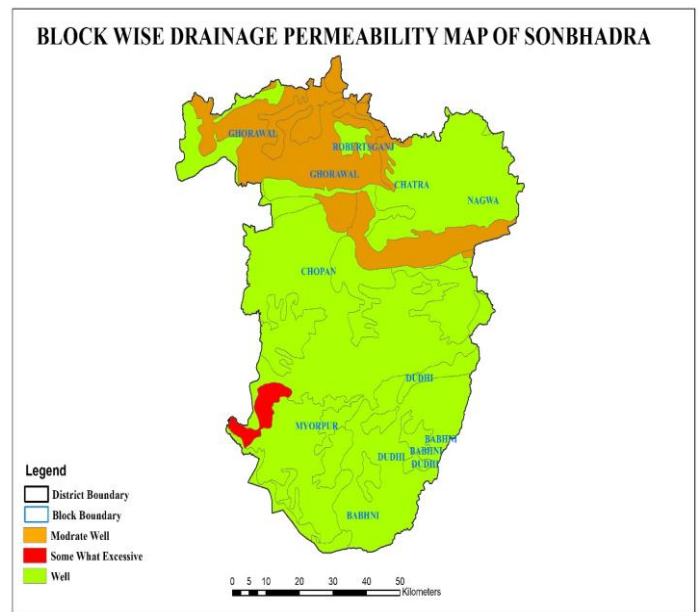 BLOCK WISE DRAINAGE PERMEABILITY MAP OF SONBHADRA
GHORAWAL
ROBERTSGANJ
GHORAWAL
CHATRA
NAGWA
CHOPAN
DUDHI
MYORPUR
BABHNI
BABHNI
DUDHI
DUDHI
BABHNI
Legend
District Boundary
Block Boundary
Modrate Well
Some What Excessive
Well
0 5 10 20 30 40 50
Kilometers